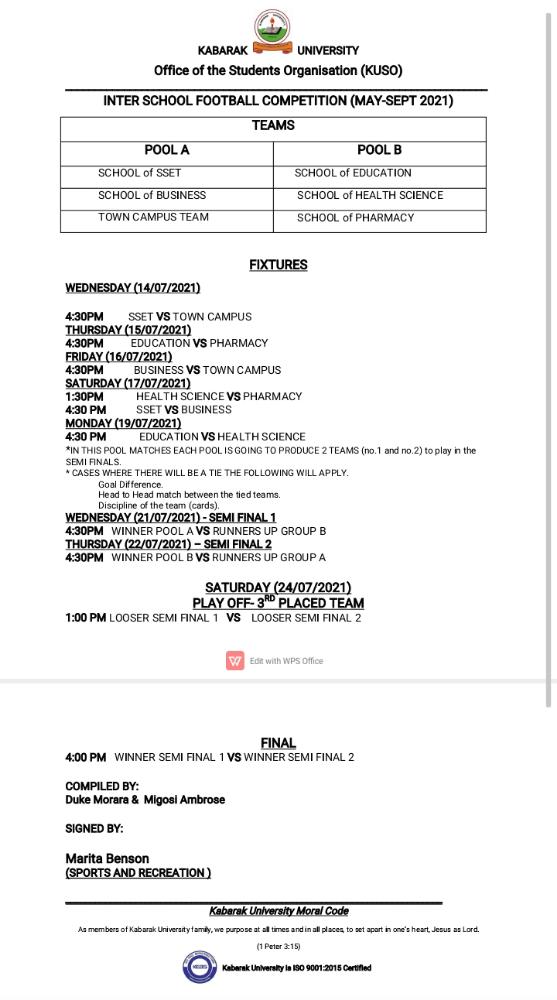 KABARAK UNIVERSITY
Office of the Students Organisation (KUSO)
INTER SCHOOL FOOTBALL COMPETITION (MAY-SEPT 2021)
TEAMS
POOL A POOL B
SCHOOL of SSET SCHOOL of EDUCATION
SCHOOL of BUSINESS SCHOOL of HEALTH SCIENCE
TOWN CAMPUS TEAM SCHOOL of PHARMACY
FIXTURES
WEDNESDAY (14/07/2021)
4:30PM SSET VS TOWN CAMPUS
THURSDAY (15/07/2021)
4:30PM EDUCATION VS PHARMACY
FRIDAY (16/07/2021)
4:30PM BUSINESS VS TOWN CAMPUS
SATURDAY (17/07/2021)
1:30PM HEALTH SCIENCE VS PHARMACY
4:30 PM SSET VS BUSINESS
MONDAY (19/07/2021)
4:30 PM EDUCATION VS HEALTH SCIENCE
*IN THIS POOL MATCHES EACH POOL IS GOING TO PRODUCE 2 TEAMS (no.1 and no.2) to play in the
SEMI FINALS.
* CASES WHERE THERE WILL BE A TIE THE FOLLOWING WILL APPLY.
Goal Difference.
Head to Head match between the tied teams.
Discipline of the team (cards).
WEDNESDAY (21/07/2021) - SEMI FINAL 1
4:30PM WINNER POOL A VS RUNNERS UP GROUP B
THURSDAY (22/07/2021) – SEMI FINAL 2
4:30PM WINNER POOL B VS RUNNERS UP GROUP A
SATURDAY (24/07/2021)
PLAY OFF- 3RD PLACED TEAM
1:00 PM LOOSER SEMI FINAL 1 VS LOOSER SEMI FINAL 2
Edit with WPS Office
FINAL
4:00 PM WINNER SEMI FINAL 1 VS WINNER SEMI FINAL 2
COMPILED BY:
Duke Morara & Migosi Ambrose
SIGNED BY:
Marita Benson
(SPORTS AND RECREATION )
Kabarak University Moral Code
As members of Kabarak University family, we purpose at all times and in all places, to set apart in one's heart, Jesus as Lord.
(1 Peter 3:15)
Kabarak University is ISO 9001:2015 Certified